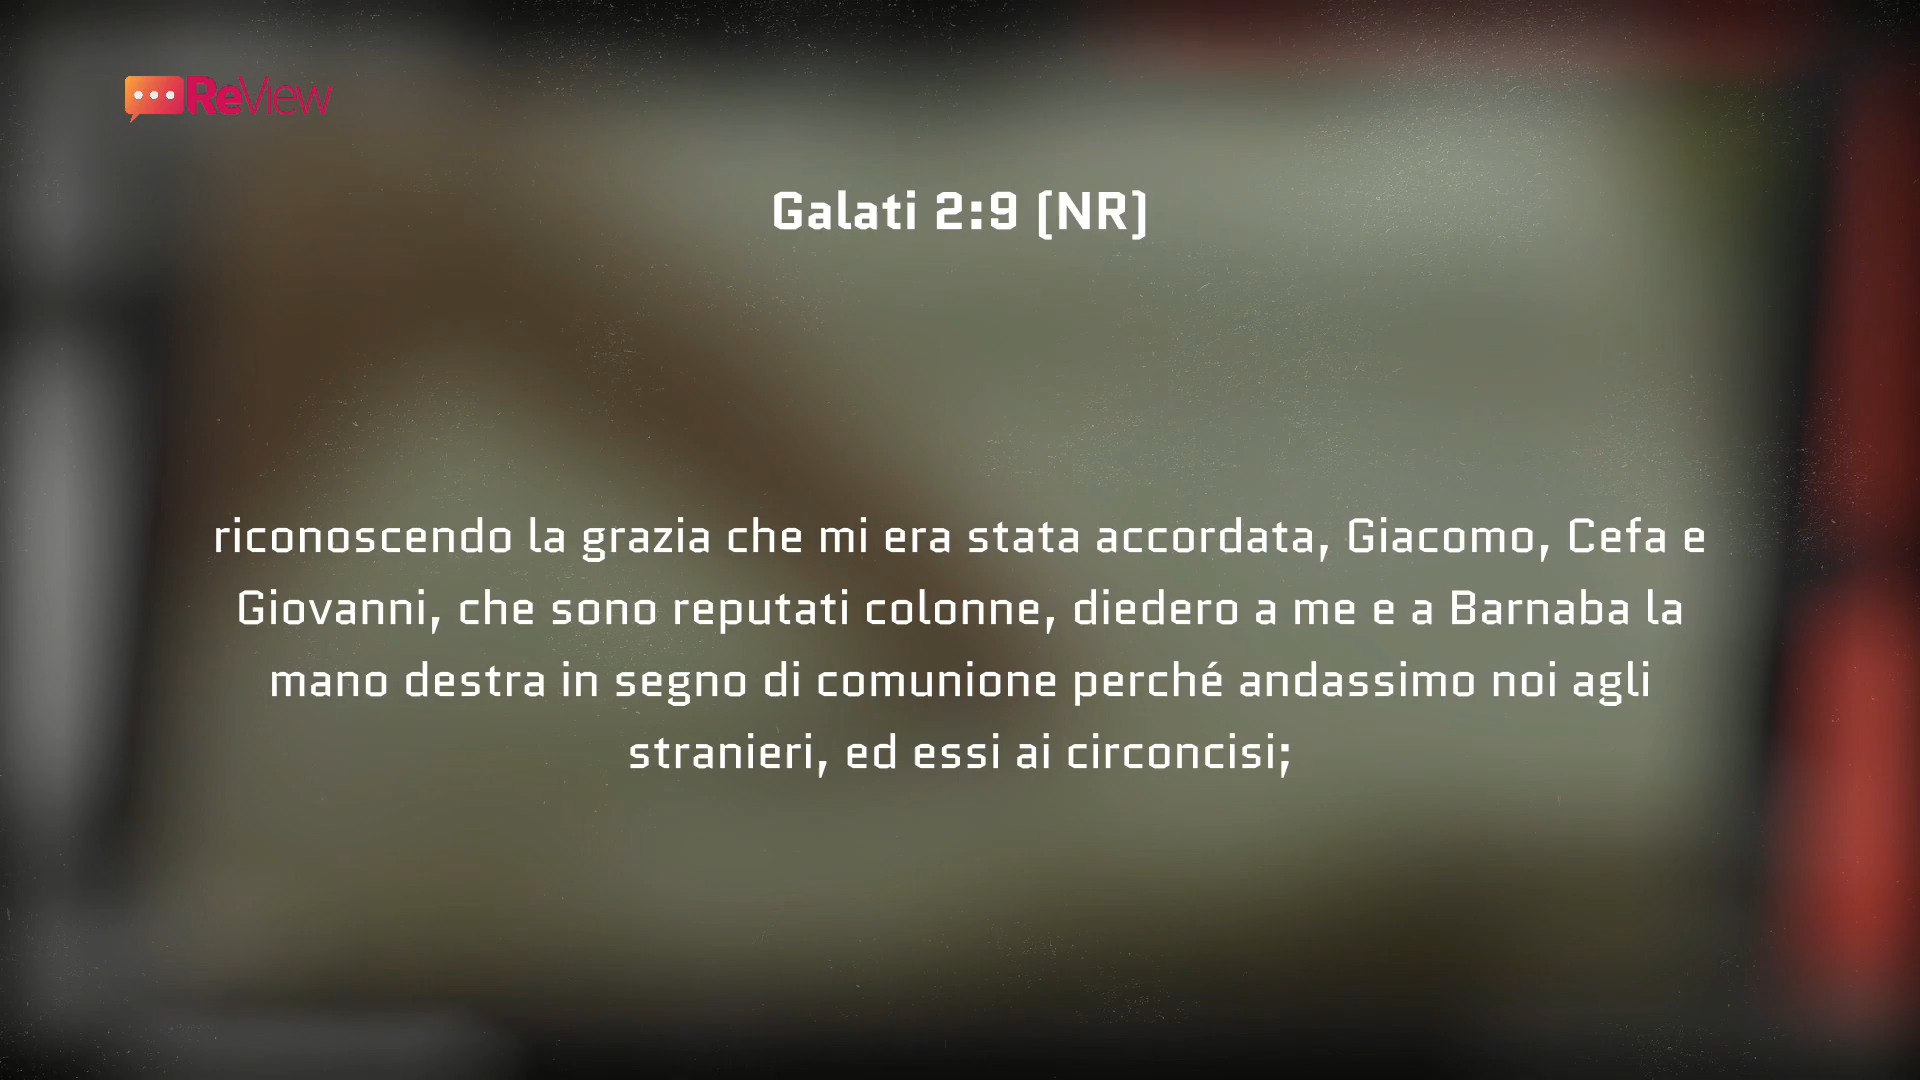 ReView
Galati 2:9 (NR)
riconoscendo la grazia che mi era stata accordata, Giacomo, Cefa e
Giovanni, che sono reputati colonne, diedero a me e a Barnaba la
mano destra in segno di comunione perché andassimo noi agli
stranieri, ed essi ai circoncisi;